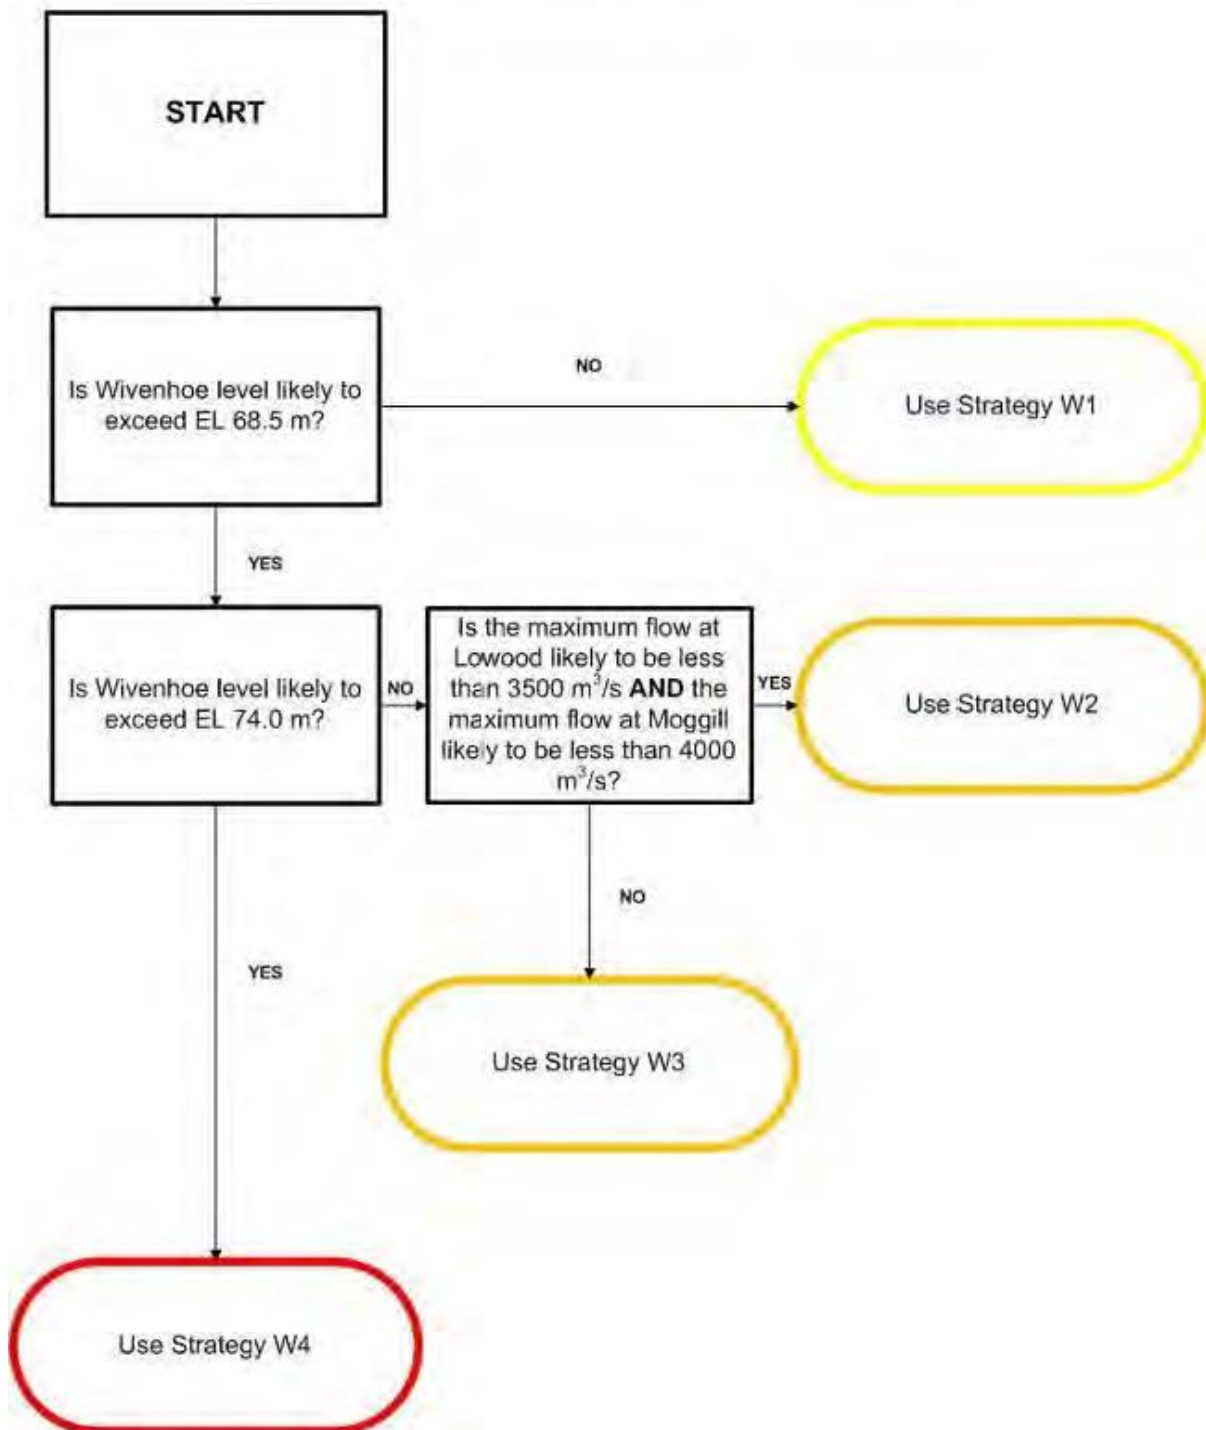 START
Is Wivenhoe level likely to
exceed EL 68.5 m?
NO
Use Strategy W1
YES
Is Wivenhoe level likely to
exceed EL 74.0 m?
NO
Is the maximum flow at
Lowood likely to be less
than 3500 m³/s AND the
maximum flow at Moggill
likely to be less than 4000
m³/s?
YES
Use Strategy W2
NO
Use Strategy W3
YES
Use Strategy W4